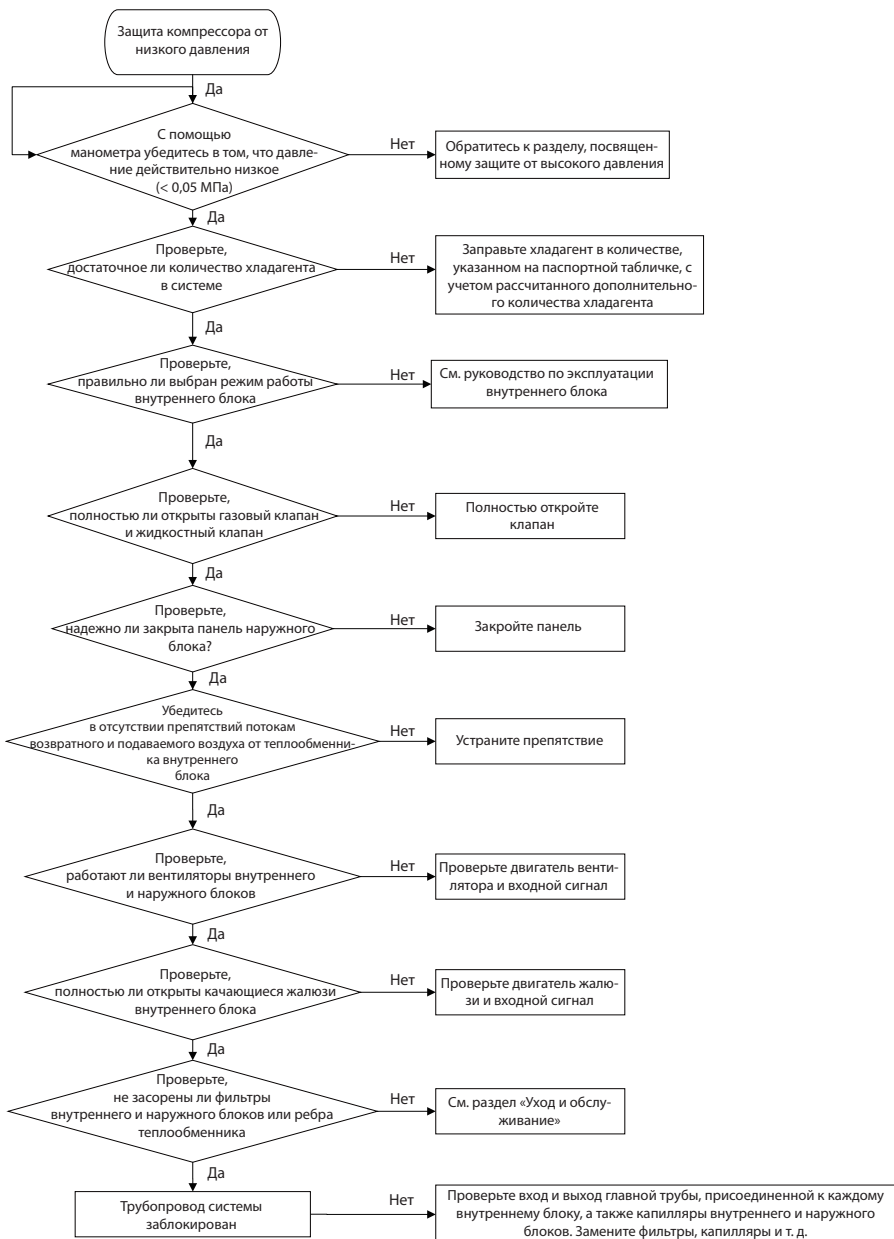 Защита компрессора от
низкого давления
Да
С помощью
манометра убедитесь в том, что давле-
ние действительно низкое
(< 0,05 МПа)
Нет
Обратитесь к разделу, посвящен-
ному защите от высокого давления
Да
Проверьте,
достаточное ли количество хладагента
в системе
Нет
Заправьте хладагент в количестве,
указанном на паспортной табличке, с
учетом рассчитанного дополнительно-
го количества хладагента
Да
Проверьте,
правильно ли выбран режим работы
внутреннего блока
Нет
См. руководство по эксплуатации
внутреннего блока
Да
Проверьте,
полностью ли открыты газовый клапан
и жидкостный клапан
Нет
Полностью откройте
клапан
Да
Проверьте,
надежно ли закрыта панель наружного
блока?
Нет
Закройте панель
Да
Убедитесь
в отсутствии препятствий потокам
возвратного и подаваемого воздуха от теплообменни-
ка внутреннего
блока
Нет
Устраните препятствие
Да
Проверьте,
работают ли вентиляторы внутреннего
и наружного блоков
Нет
Проверьте двигатель венти-
лятора и входной сигнал
Да
Проверьте,
полностью ли открыты качающиеся жалюзи
внутреннего блока
Нет
Проверьте двигатель жалю-
зи и входной сигнал
Да
Проверьте,
не засорены ли фильтры
внутреннего и наружного блоков или ребра
теплообменника
Нет
См. раздел «Уход и обслу-
живание»
Да
Трубопровод системы
заблокирован
Нет
Проверьте вход и выход главной трубы, присоединенной к каждому
внутреннему блоку, а также капилляры внутреннего и наружного
блоков. Замените фильтры, капилляры и т. д.